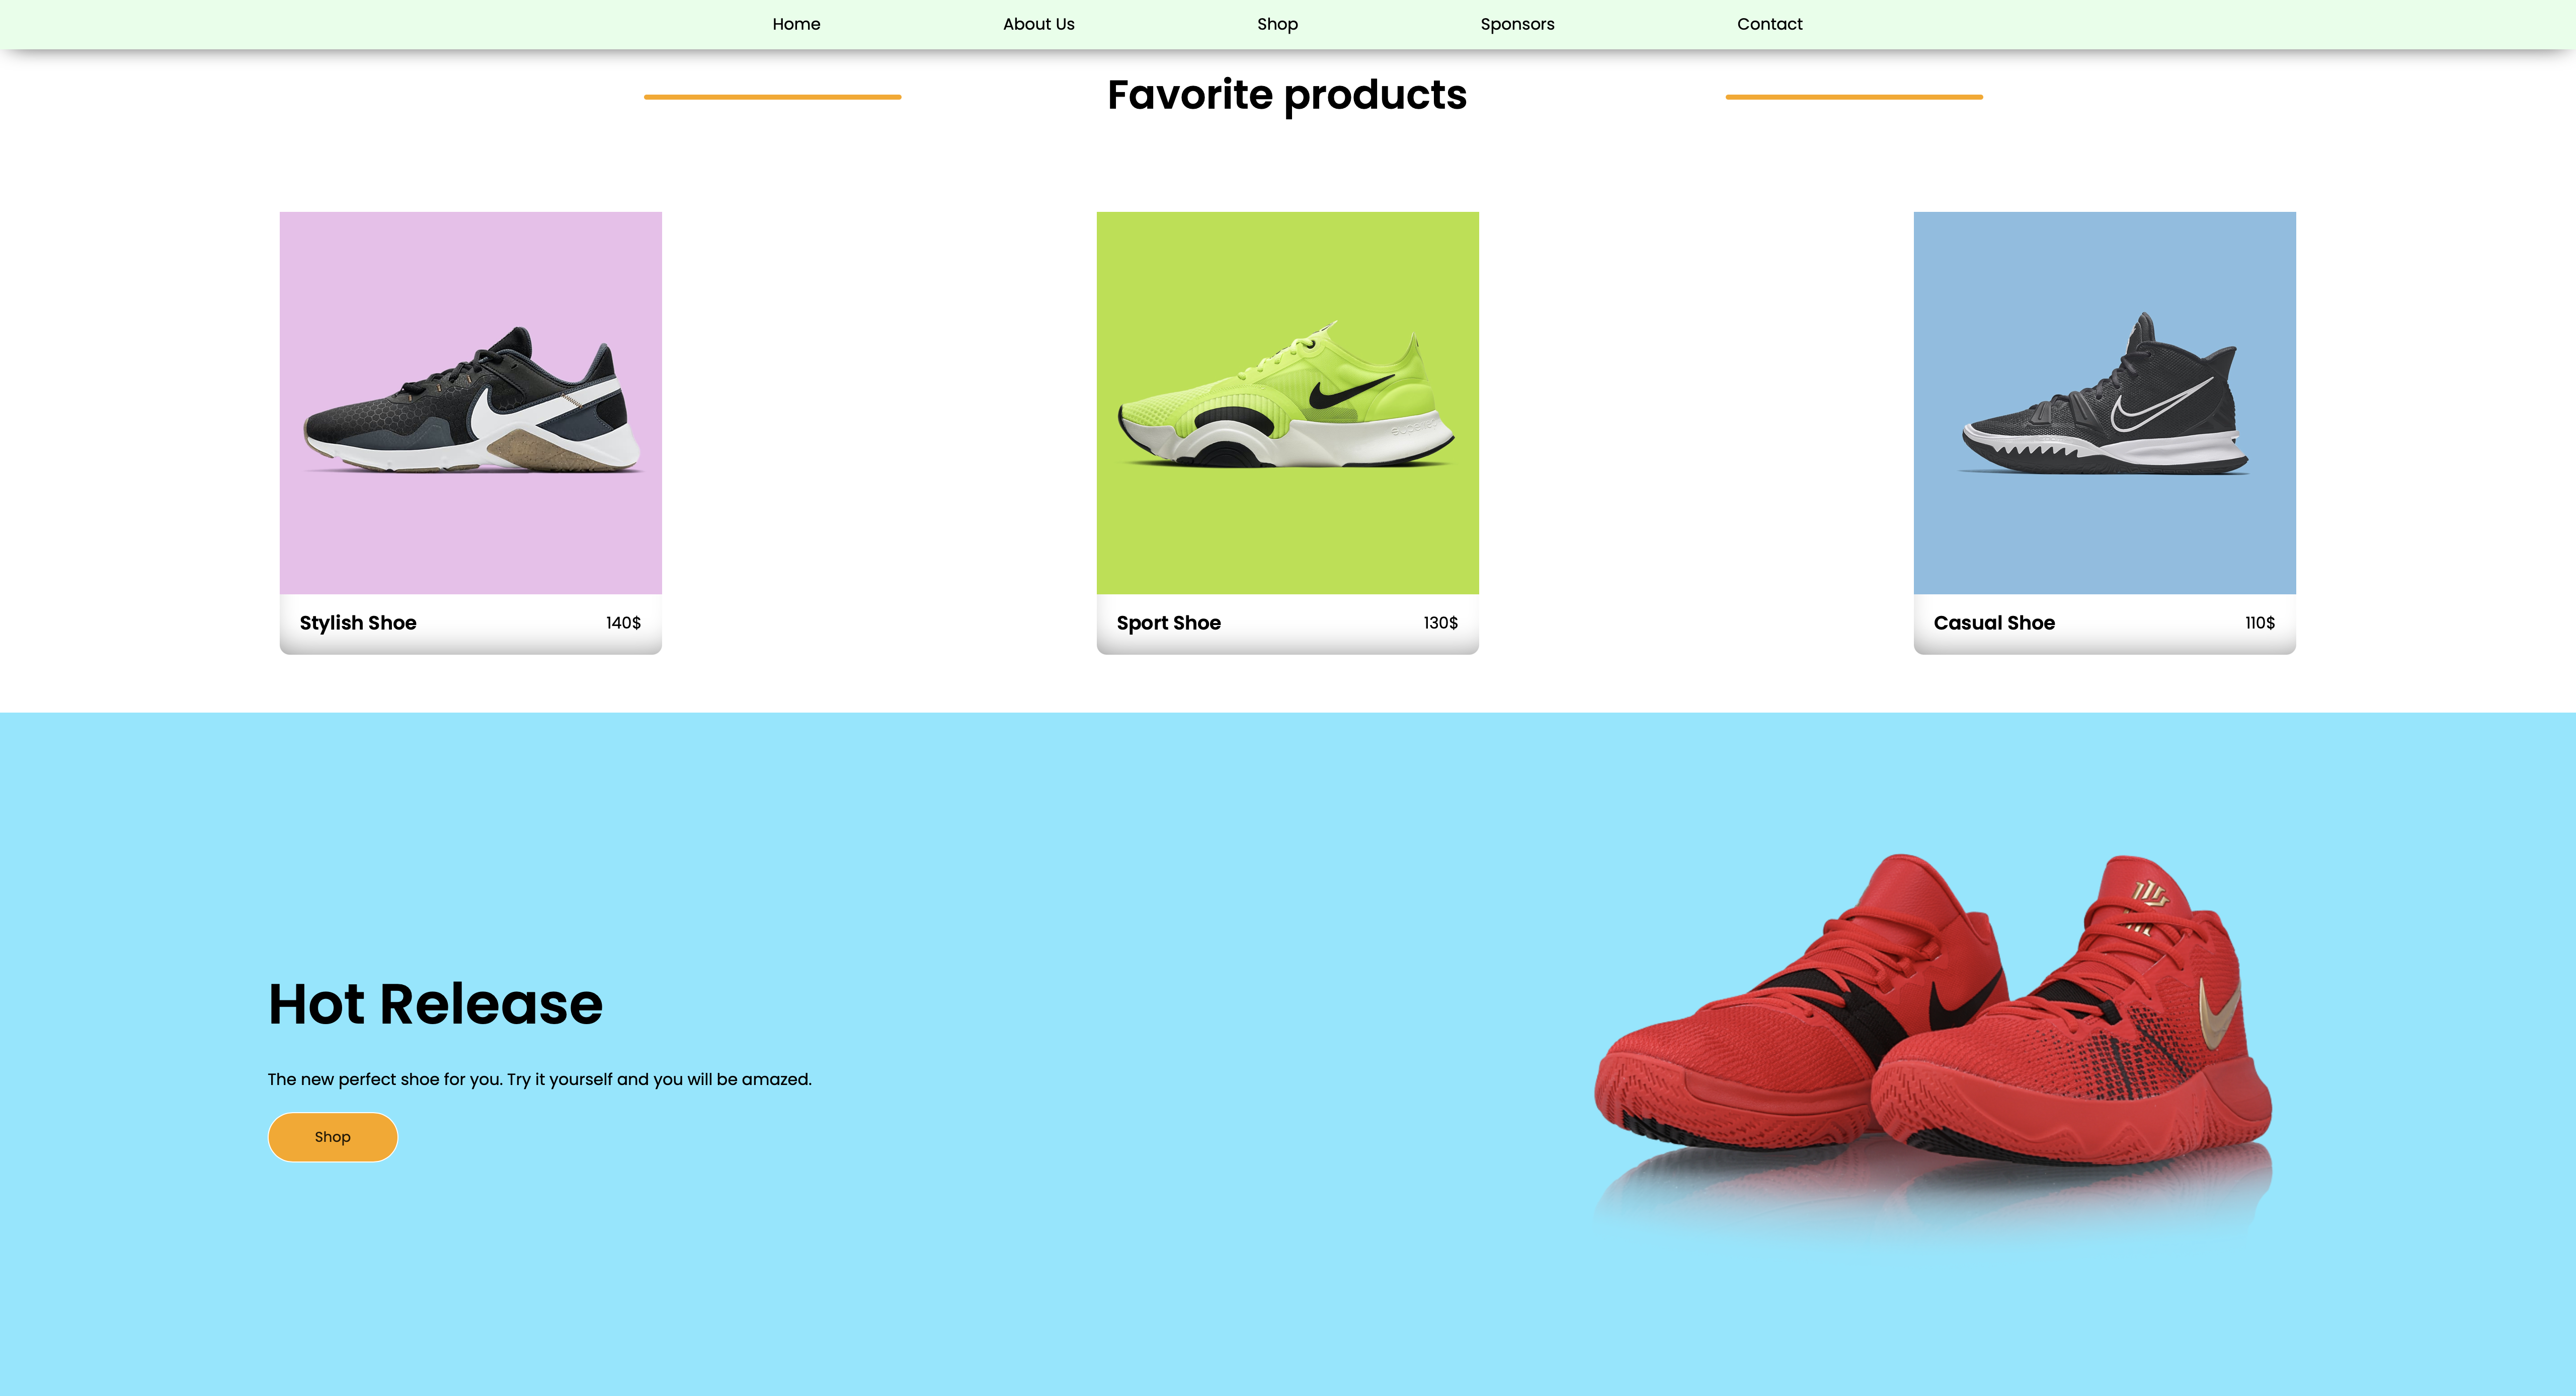 Home About Us Shop Sponsors Contact
Favorite products
Stylish Shoe 140$
Sport Shoe 130$
Casual Shoe 110$
Hot Release
The new perfect shoe for you. Try it yourself and you will be amazed.
Shop